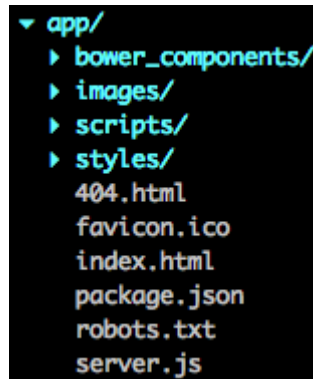 app/
bower_components/
images/
scripts/
styles/
404.html
favicon.ico
index.html
package.json
robots.txt
server.js